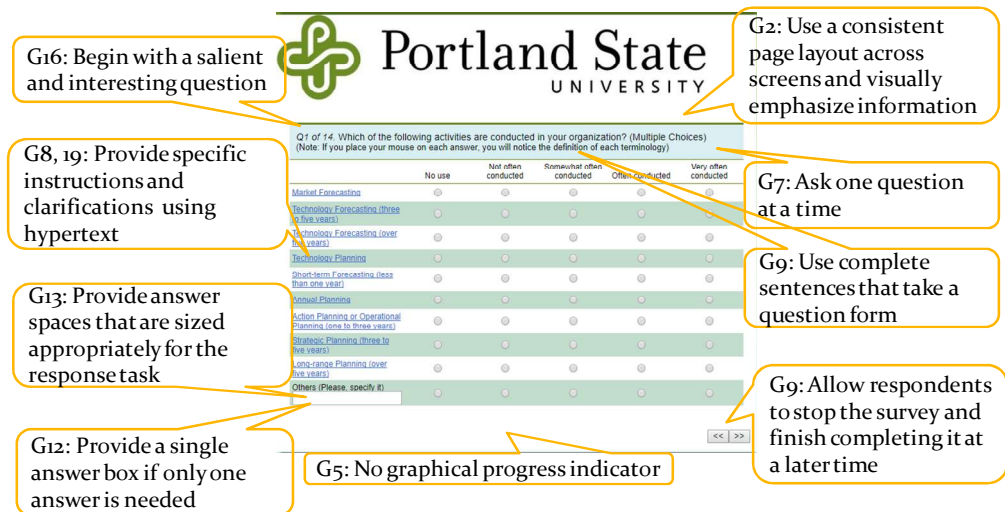 G16: Begin with a salient
and interesting question
Portland State
UNIVERSITY
G2: Use a consistent
page layout across
screens and visually
emphasize information
Q1 of 14. Which of the following activities are conducted in your organization? (Multiple Choices)
(Note: If you place your mouse on each answer, you will notice the definition of each terminology)
G8, 19: Provide specific
instructions and
clarifications using
hypertext
G7: Ask one question
at a time
No use
Not often
conducted
Somewhat often
conducted
Often conducted
Very often
conducted
Market Forecasting
Technology Forecasting (three
to five years)
Technology Forecasting (over
five years)
Technology Planning
Short-term Forecasting (less
than one year)
Annual Planning
Action Planning or Operational
Planning (one to three years)
Strategic Planning (three to
five years)
Long-range Planning (over
five years)
Others (Please, specify it)
G9: Use complete
sentences that take a
question form
G13: Provide answer
spaces that are sized
appropriately for the
response task
G9: Allow respondents
to stop the survey and
finish completing it at
a later time
<< >>
G12: Provide a single
answer box if only one
answer is needed
G5: No graphical progress indicator